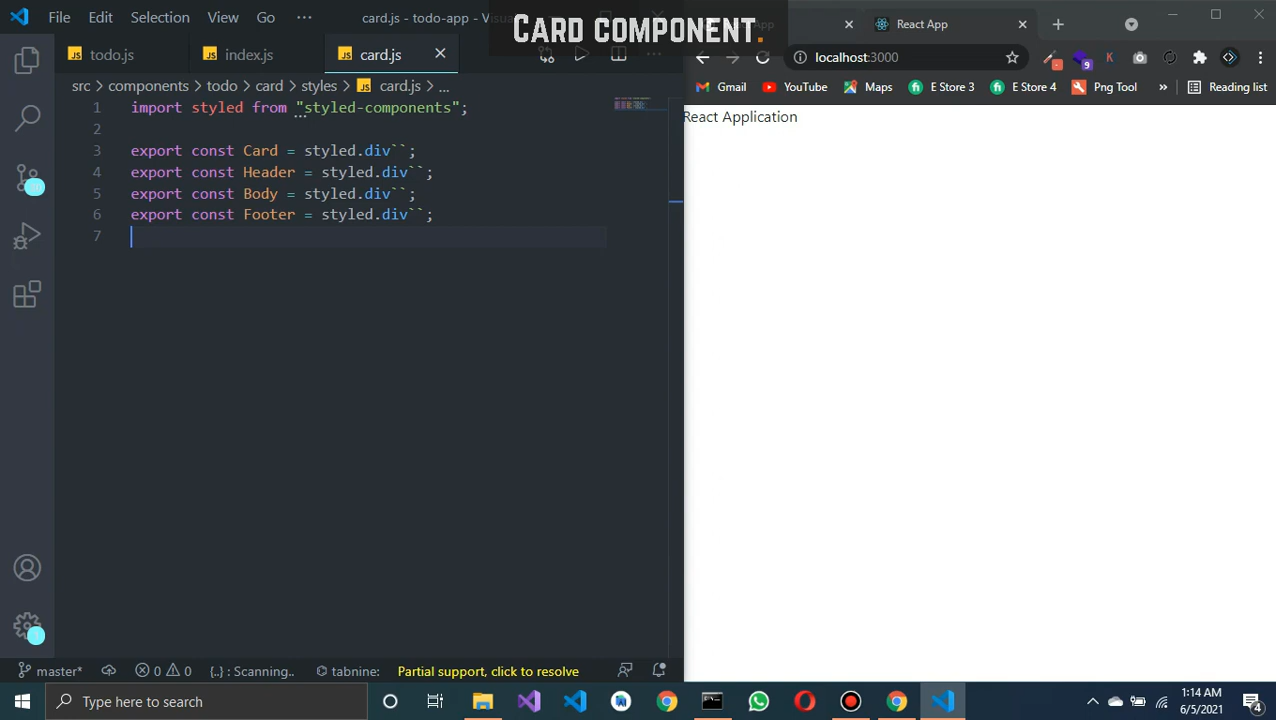 File Edit Selection View Go ··· card.js - todo-app - Visu
CARD COMPONENT.
React App
todo.js index.js card.js
localhost:3000
src > components > todo > card > styles > card.js > ...
Gmail YouTube Maps E Store 3 E Store 4 Png Tool » Reading list
1 import styled from "styled-components";
2
3 export const Card = styled.div``;
4 export const Header = styled.div``;
5 export const Body = styled.div``;
6 export const Footer = styled.div``;
7
React Application
master* 0 0 {..} : Scanning.. tabnine: Partial support, click to resolve
Type here to search
1:14 AM
6/5/2021
4